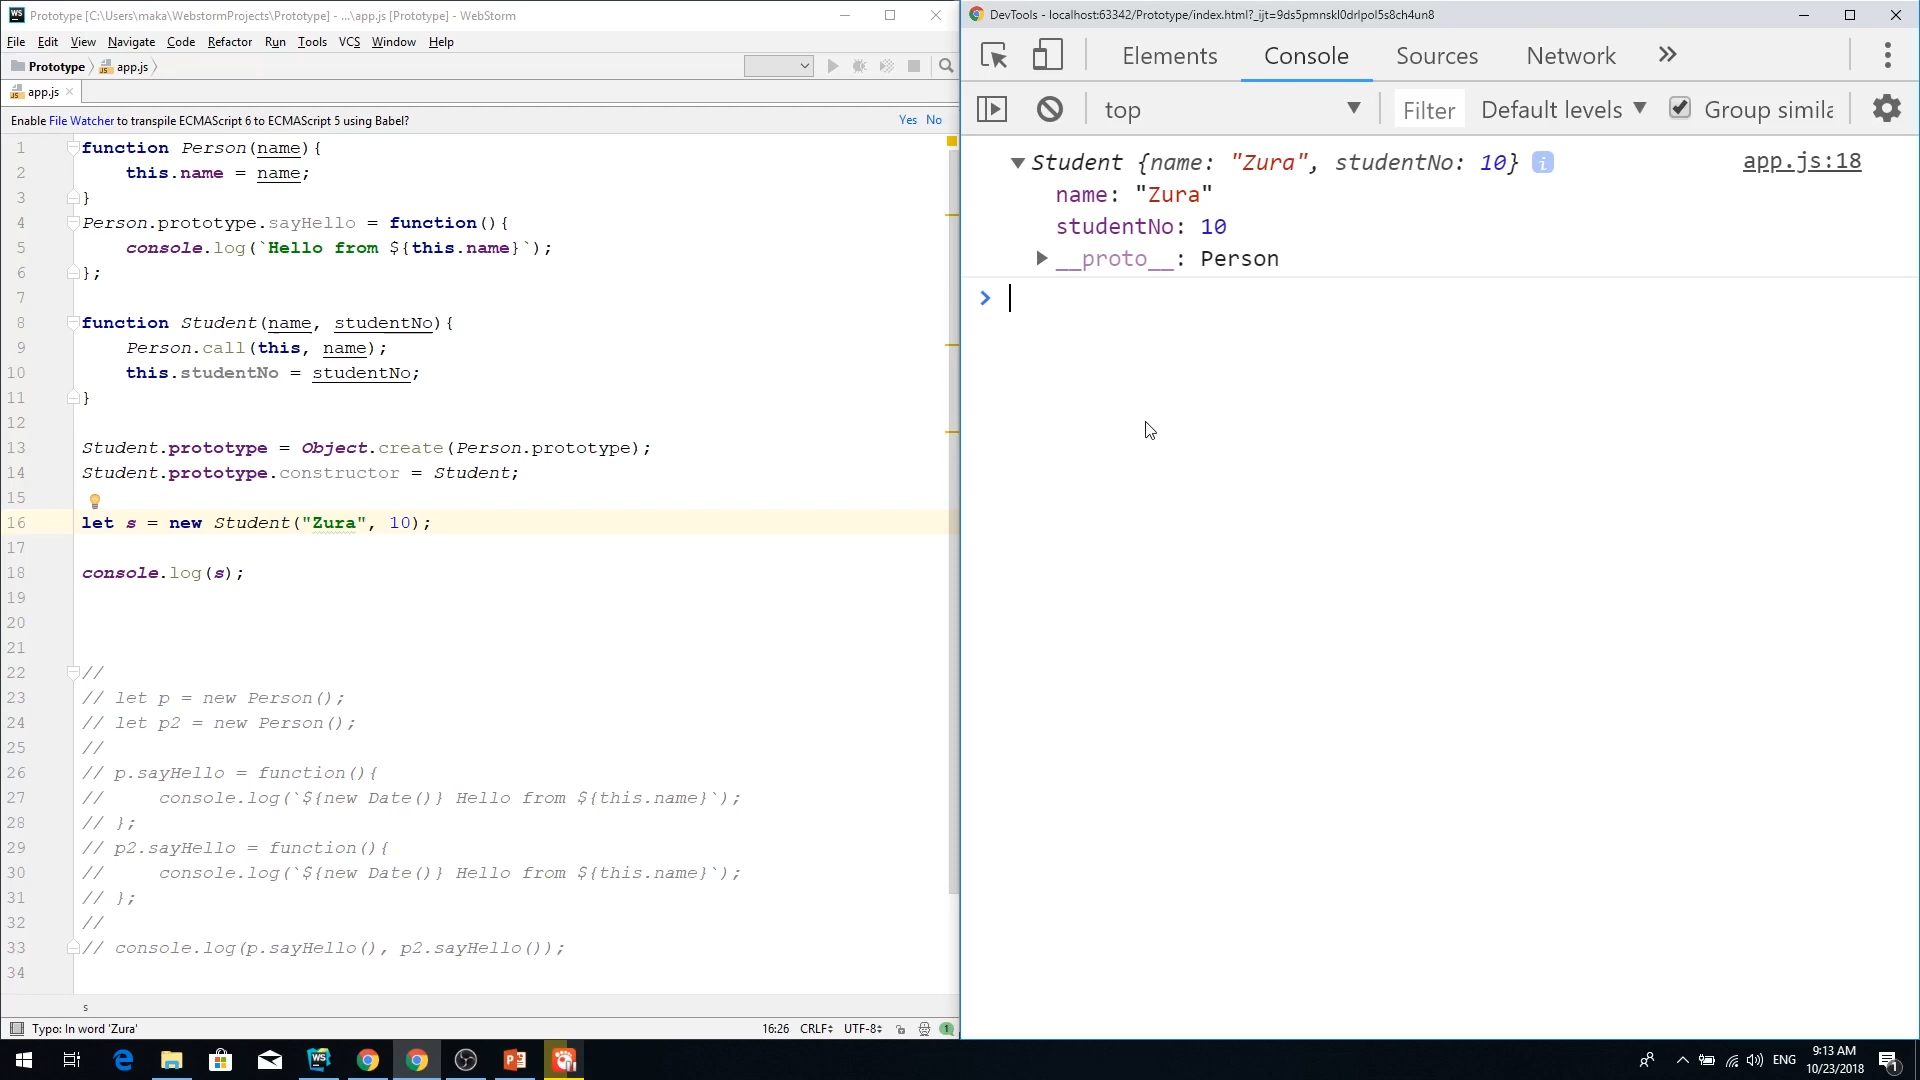 Prototype [C:\Users\maka\WebstormProjects\Prototype] - ...\app.js [Prototype] - WebStorm
File Edit View Navigate Code Refactor Run Tools VCS Window Help
Prototype app.js
app.js
Enable File Watcher to transpile ECMAScript 6 to ECMAScript 5 using Babel? Yes No
1 function Person(name){
2 this.name = name;
3 }
4 Person.prototype.sayHello = function(){
5 console.log(`Hello from ${this.name}`);
6 };
7
8 function Student(name, studentNo){
9 Person.call(this, name);
10 this.studentNo = studentNo;
11 }
12
13 Student.prototype = Object.create(Person.prototype);
14 Student.prototype.constructor = Student;
15
16 let s = new Student("Zura", 10);
17
18 console.log(s);
19
20
21
22 //
23 // let p = new Person();
24 // let p2 = new Person();
25 //
26 // p.sayHello = function(){
27 // console.log(`${new Date()} Hello from ${this.name}`);
28 // };
29 // p2.sayHello = function(){
30 // console.log(`${new Date()} Hello from ${this.name}`);
31 // };
32 //
33 // console.log(p.sayHello(), p2.sayHello());
34
s
Typo: In word 'Zura' 16:26 CRLF UTF-8 1
DevTools - localhost:63342/Prototype/index.html?_ijt=9ds5pmnskl0drlpol5s8ch4un8
Elements Console Sources Network »
top Filter Default levels Group simila
Student {name: "Zura", studentNo: 10} i app.js:18
name: "Zura"
studentNo: 10
__proto__: Person
>
ENG 9:13 AM
10/23/2018 1